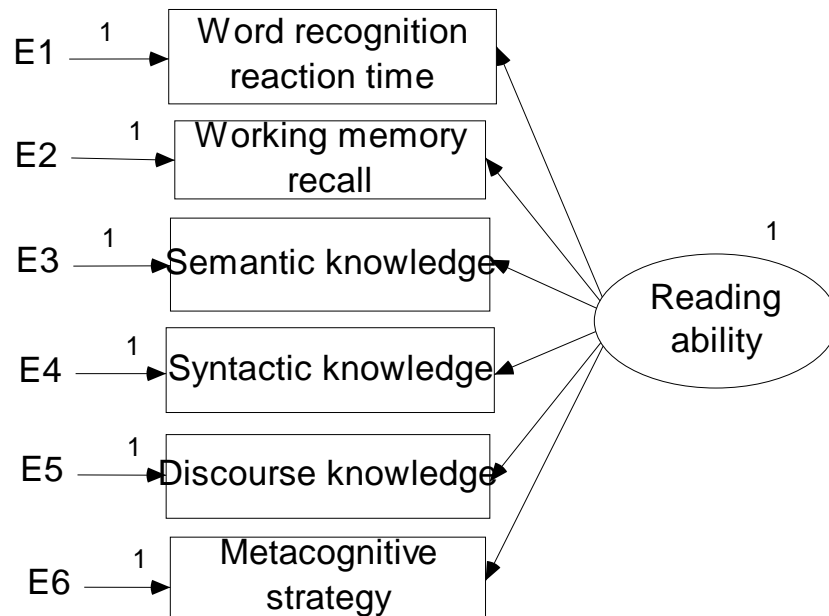 E1
1
Word recognition
reaction time
E2
1
Working memory
recall
E3
1
Semantic knowledge
E4
1
Syntactic knowledge
E5
1
Discourse knowledge
E6
1
Metacognitive
strategy
1
Reading
ability